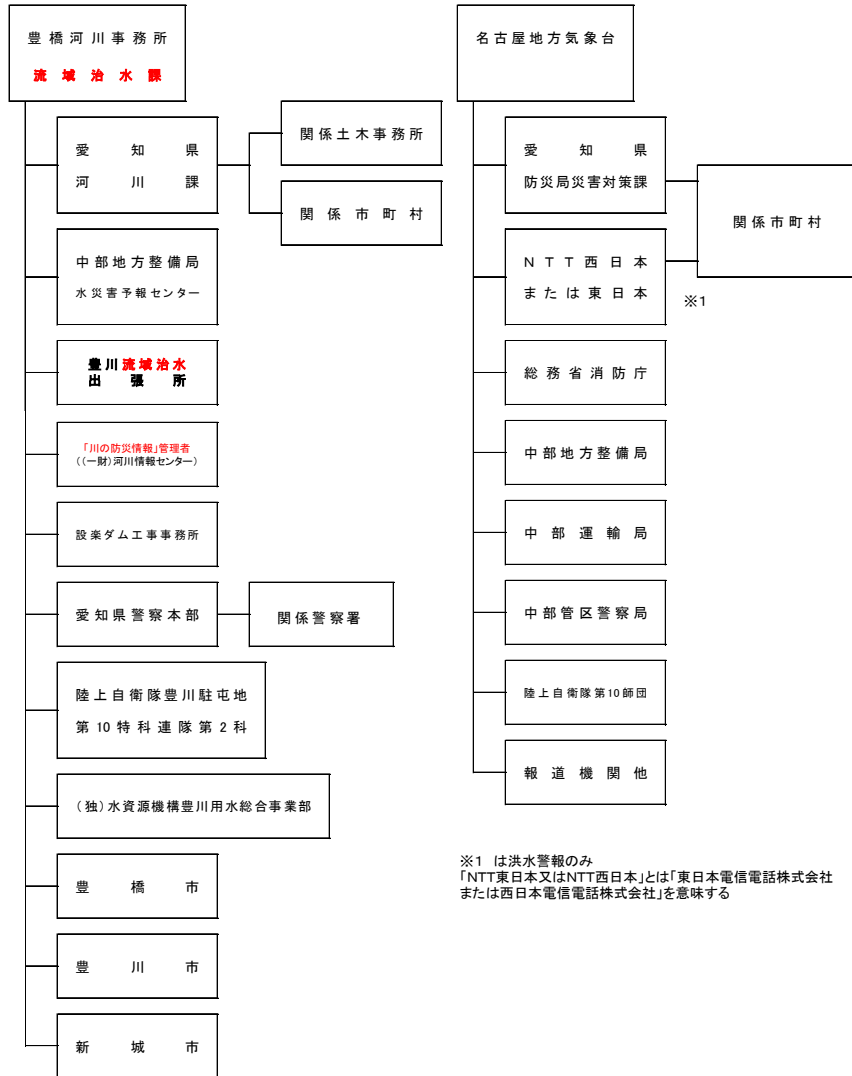 豊橋河川事務所
流域治水課
愛知県
河川課
関係土木事務所
関係市町村
中部地方整備局
水災害予報センター
豊川流域治水
出張所
「川の防災情報」管理者
((一財)河川情報センター)
設楽ダム工事事務所
愛知県警察本部
関係警察署
陸上自衛隊豊川駐屯地
第10特科連隊第2科
(独)水資源機構豊川用水総合事業部
豊橋市
豊川市
新城市
名古屋地方気象台
愛知県
防災局災害対策課
関係市町村
NTT西日本
または東日本
※1
総務省消防庁
中部地方整備局
中部運輸局
中部管区警察局
陸上自衛隊第10師団
報道機関他
※1 は洪水警報のみ
「NTT東日本又はNTT西日本」とは「東日本電信電話株式会社
または西日本電信電話株式会社」を意味する